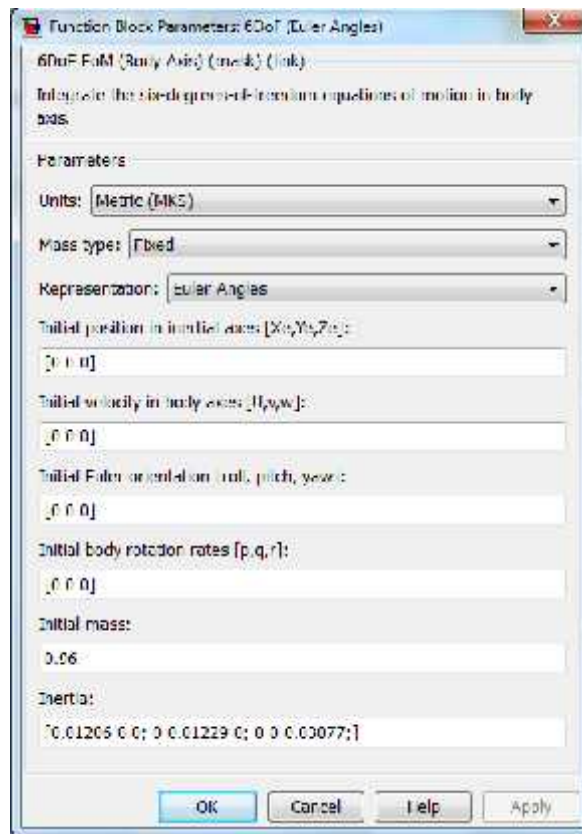 Function Block Parameters: 6DoF (Euler Angles)
6DoF EoM (Body Axis) (mask) (link)
Integrate the six-degrees-of-freedom equations of motion in body
axis.
Parameters
Units: Metric (MKS)
Mass type: Fixed
Representation: Euler Angles
Initial position in inertial axes [Xe,Ye,Ze]:
[0 0 0]
Initial velocity in body axes [U,v,w]:
[0 0 0]
Initial Euler orientation [roll, pitch, yaw]:
[0 0 0]
Initial body rotation rates [p,q,r]:
[0 0 0]
Initial mass:
0.96
Inertia:
[0.01206 0 0; 0 0.01229 0; 0 0 0.03077;]
OK Cancel Help Apply